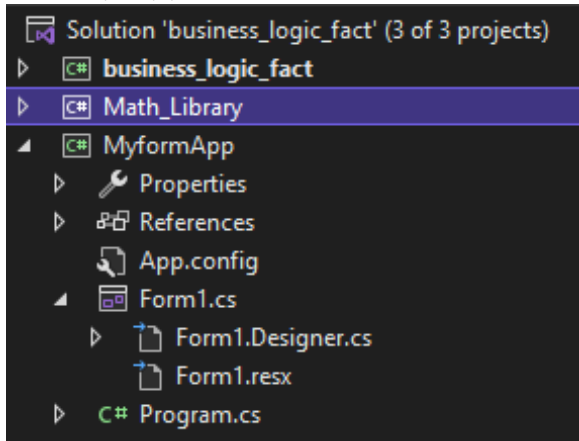 Solution 'business_logic_fact' (3 of 3 projects)
C# business_logic_fact
C# Math_Library
C# MyformApp
Properties
References
App.config
Form1.cs
Form1.Designer.cs
Form1.resx
C# Program.cs